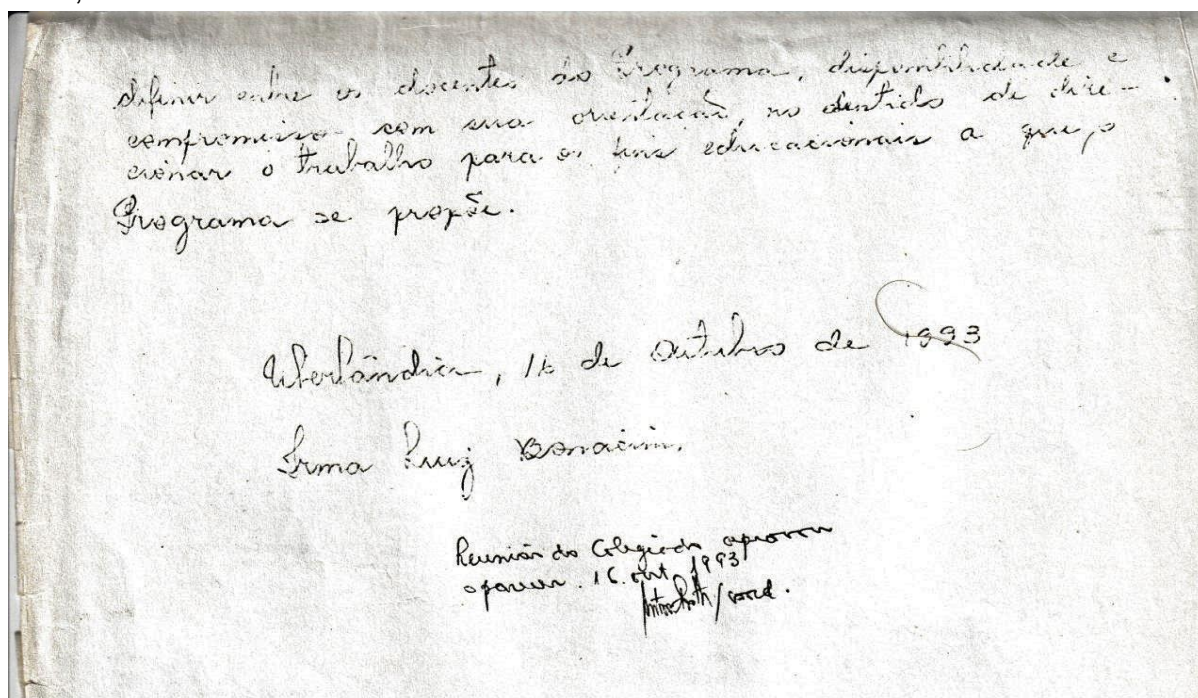 definir entre os docentes do Programa, disponibilidade e
compromisso com sua orientação, no sentido de dire-
cionar o trabalho para os fins educacionais a que o
Programa se propõe.
Uberlândia, 16 de Outubro de 1993
Irma Luiz Bonacini
Reunião do Colegiado aprovou
o parecer. 16. out. 1993
/coord.